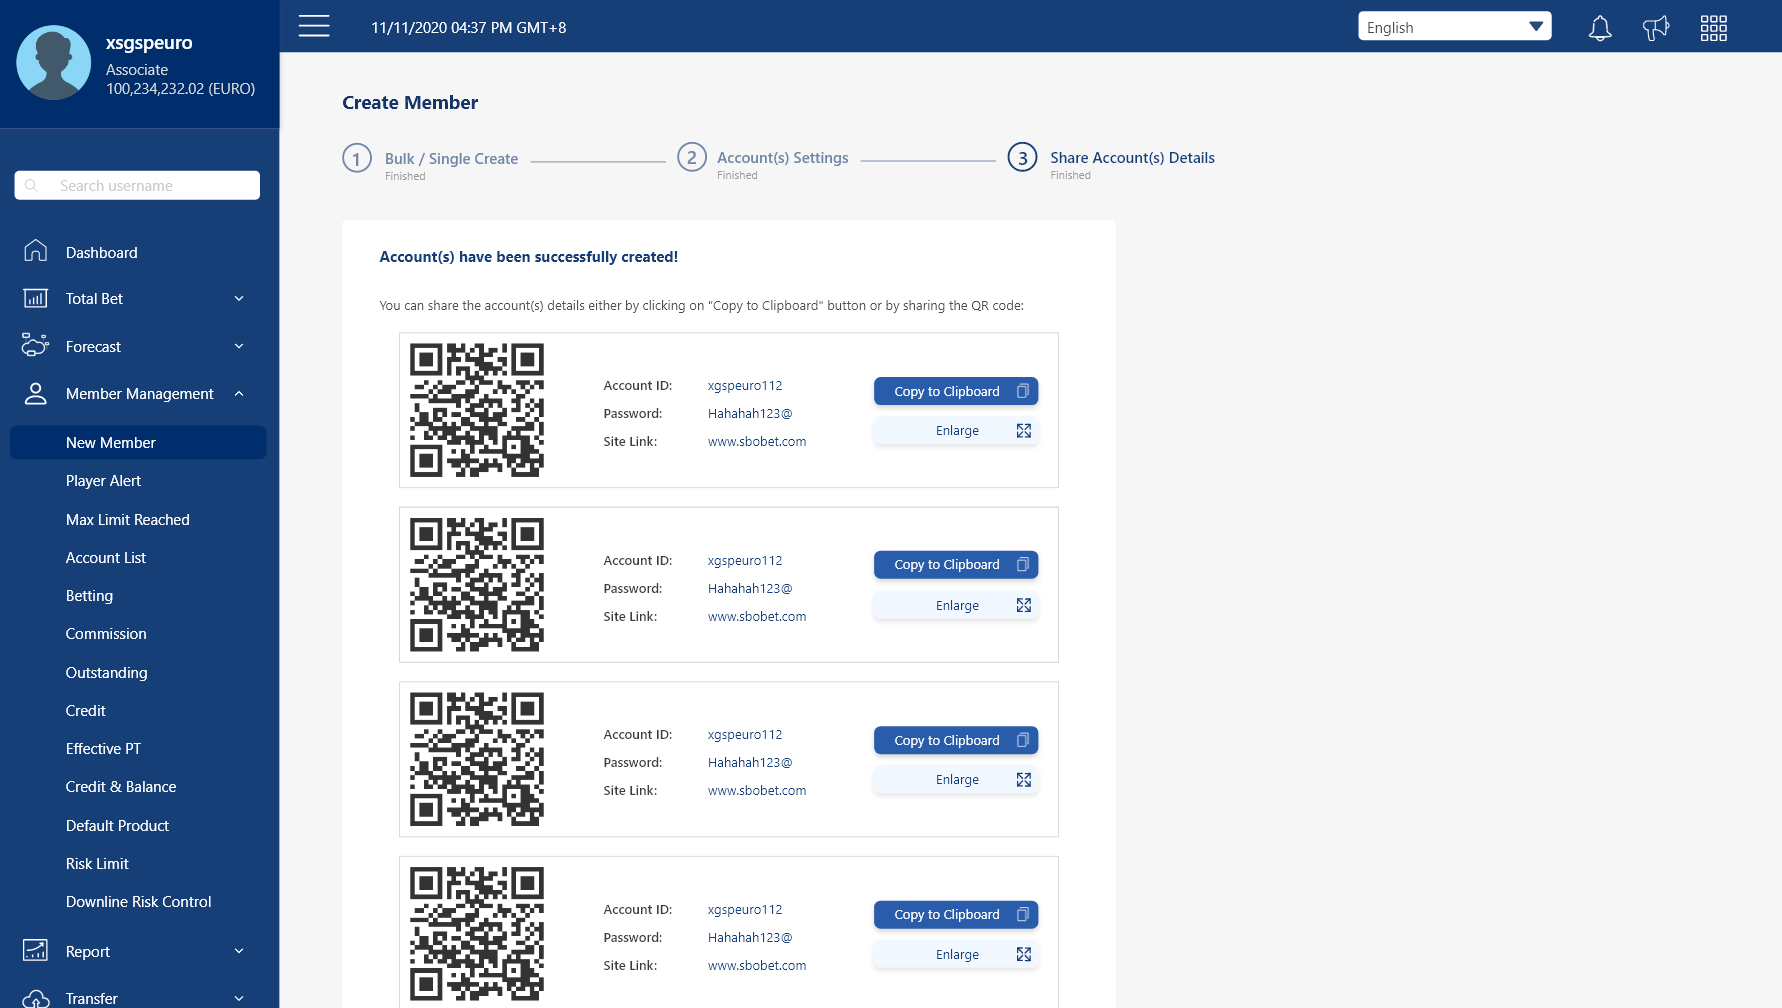 xsgspeuro
Associate
100,234,232.02 (EURO)
Search username
Dashboard
Total Bet
Forecast
Member Management
New Member
Player Alert
Max Limit Reached
Account List
Betting
Commission
Outstanding
Credit
Effective PT
Credit & Balance
Default Product
Risk Limit
Downline Risk Control
Report
Transfer
11/11/2020 04:37 PM GMT+8
English
Create Member
1 Bulk / Single Create
Finished
2 Account(s) Settings
Finished
3 Share Account(s) Details
Finished
Account(s) have been successfully created!
You can share the account(s) details either by clicking on "Copy to Clipboard" button or by sharing the QR code:
Account ID: xgspeuro112
Password: Hahahah123@
Site Link: www.sbobet.com
Copy to Clipboard
Enlarge
Account ID: xgspeuro112
Password: Hahahah123@
Site Link: www.sbobet.com
Copy to Clipboard
Enlarge
Account ID: xgspeuro112
Password: Hahahah123@
Site Link: www.sbobet.com
Copy to Clipboard
Enlarge
Account ID: xgspeuro112
Password: Hahahah123@
Site Link: www.sbobet.com
Copy to Clipboard
Enlarge